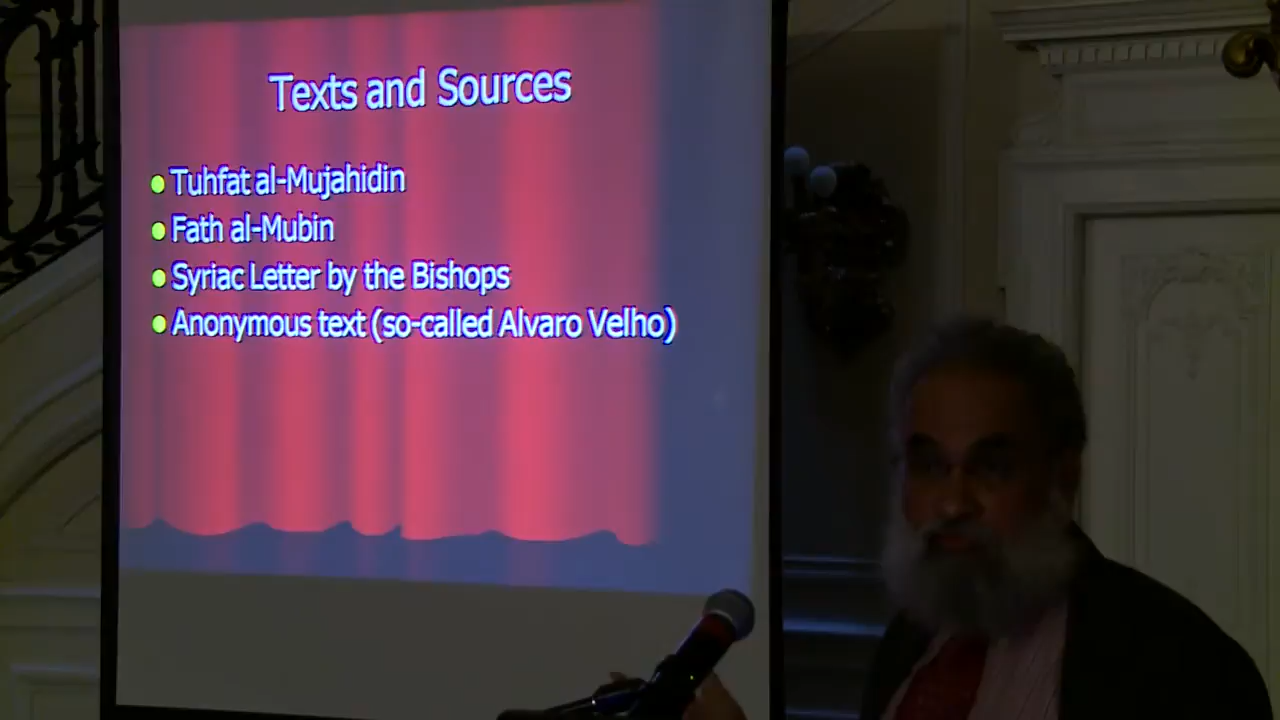 Texts and Sources
Tuhfat al-Mujahidin
Fath al-Mubin
Syriac Letter by the Bishops
Anonymous text (so-called Alvaro Velho)